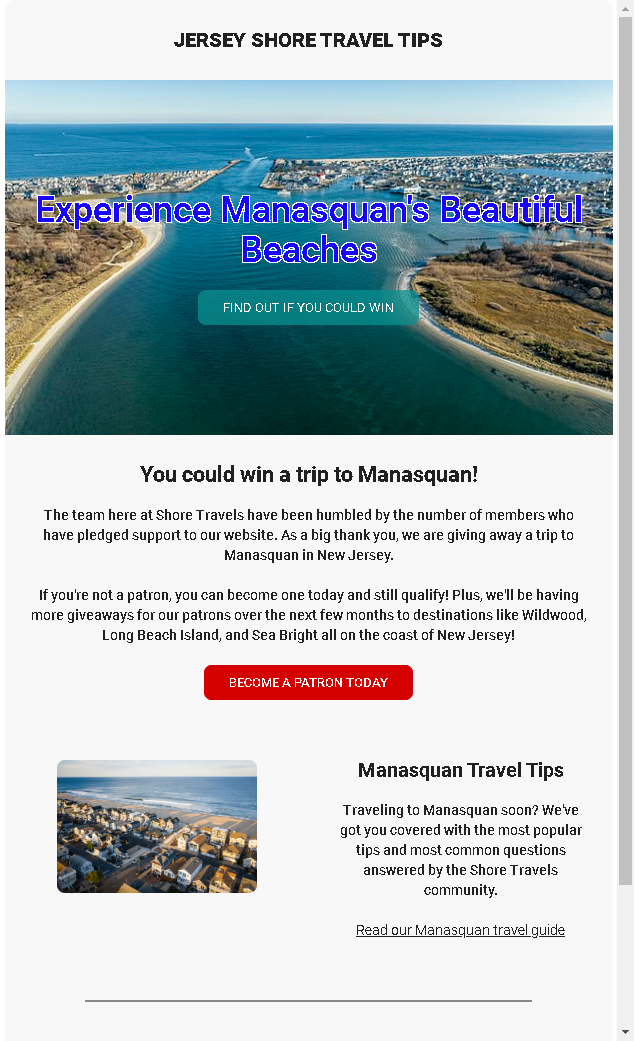 JERSEY SHORE TRAVEL TIPS
Experience Manasquan's Beautiful
Beaches
FIND OUT IF YOU COULD WIN
You could win a trip to Manasquan!
The team here at Shore Travels have been humbled by the number of members who
have pledged support to our website. As a big thank you, we are giving away a trip to
Manasquan in New Jersey.
If you're not a patron, you can become one today and still qualify! Plus, we'll be having
more giveaways for our patrons over the next few months to destinations like Wildwood,
Long Beach Island, and Sea Bright all on the coast of New Jersey!
BECOME A PATRON TODAY
Manasquan Travel Tips
Traveling to Manasquan soon? We've
got you covered with the most popular
tips and most common questions
answered by the Shore Travels
community.
Read our Manasquan travel guide